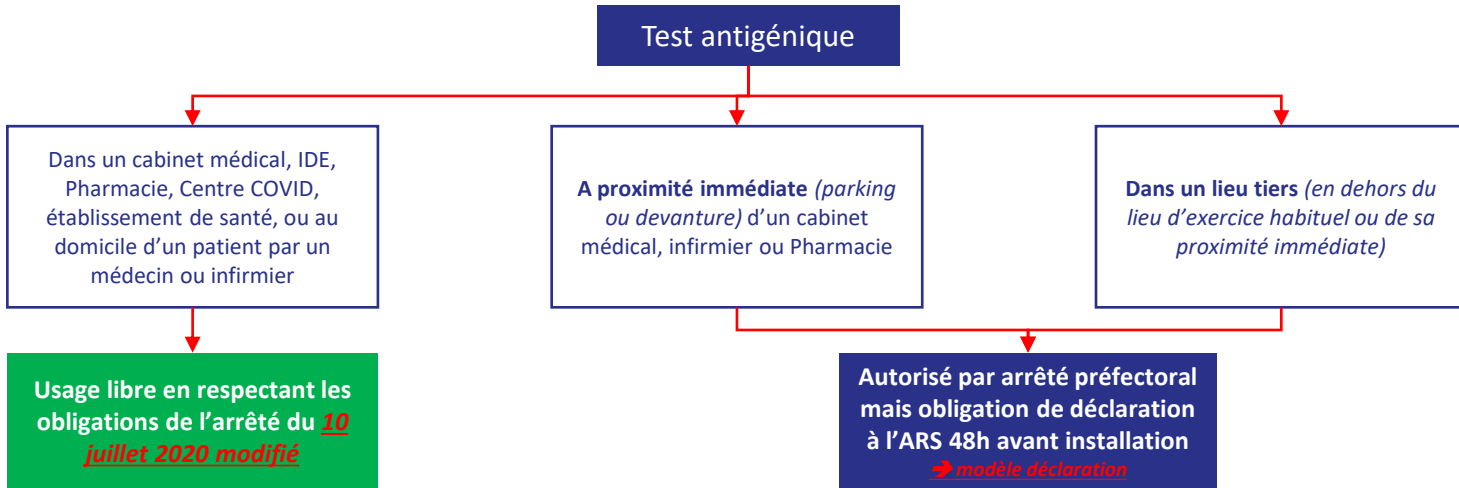 Test antigénique
Dans un cabinet médical, IDE,
Pharmacie, Centre COVID,
établissement de santé, ou au
domicile d’un patient par un
médecin ou infirmier
A proximité immédiate (parking
ou devanture) d’un cabinet
médical, infirmier ou Pharmacie
Dans un lieu tiers (en dehors du
lieu d’exercice habituel ou de sa
proximité immédiate)
Usage libre en respectant les
obligations de l’arrêté du 10
juillet 2020 modifié
Autorisé par arrêté préfectoral
mais obligation de déclaration
à l’ARS 48h avant installation
➔ modèle déclaration